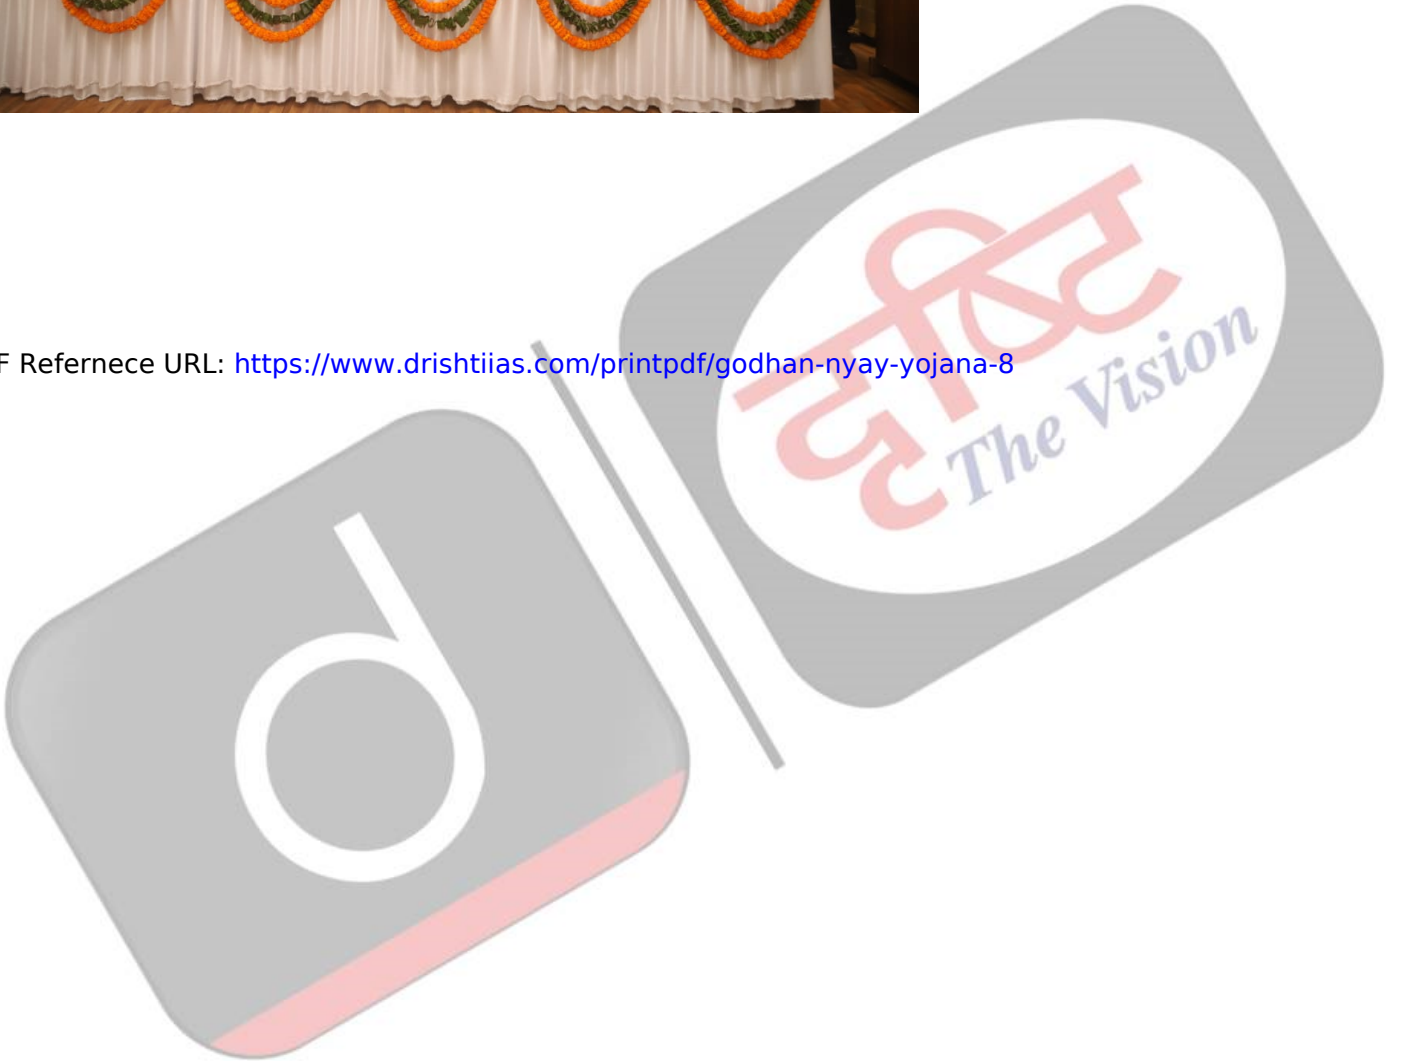 F Refernece URL: https://www.drishtiias.com/printpdf/godhan-nyay-yojana-8
दृष्टि
The Vision
d